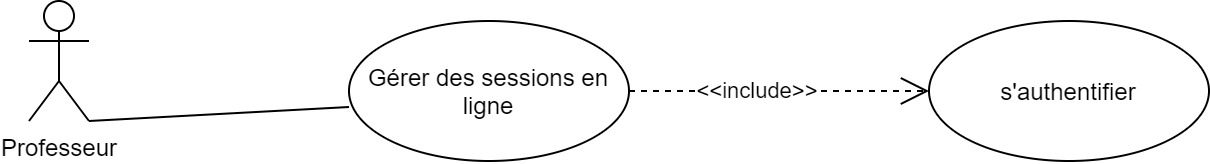 Gérer des sessions en
ligne
<<include>>
s'authentifier
Professeur